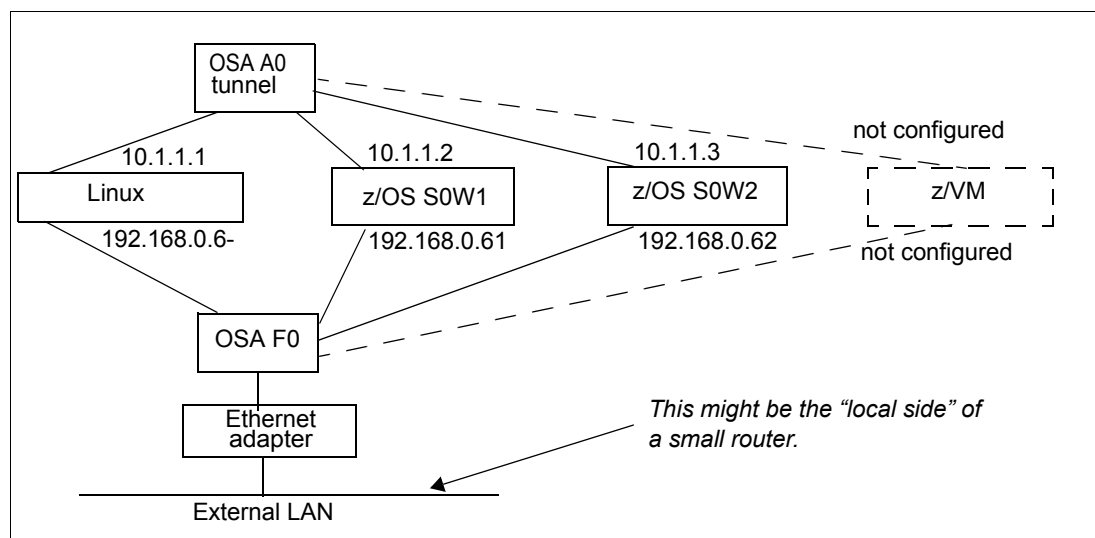 OSA A0
tunnel
not configured
10.1.1.1
10.1.1.2
10.1.1.3
Linux
z/OS S0W1
z/OS S0W2
z/VM
192.168.0.6-
192.168.0.61
192.168.0.62
not configured
OSA F0
This might be the “local side” of
a small router.
Ethernet
adapter
External LAN